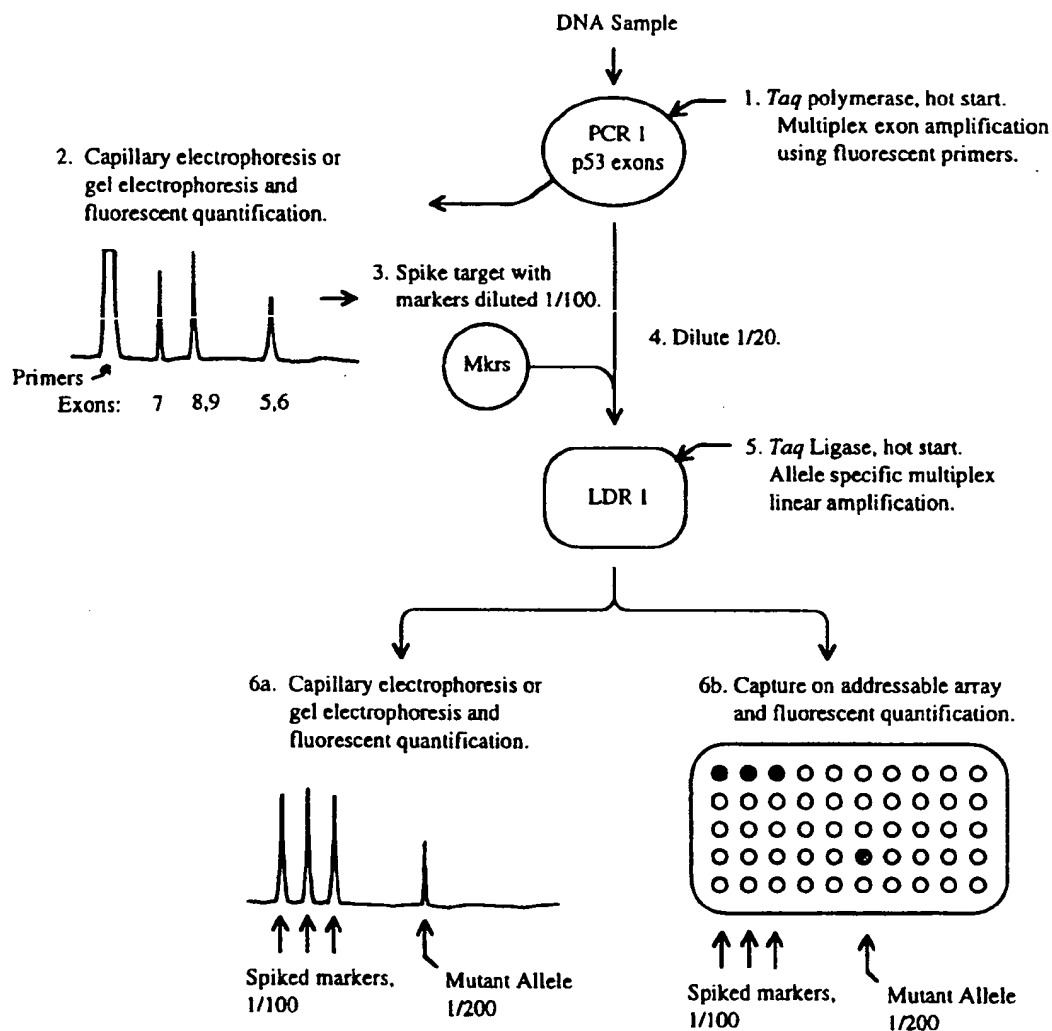 DNA Sample
PCR 1
p53 exons
1. Taq polymerase, hot start.
Multiplex exon amplification
using fluorescent primers.
2. Capillary electrophoresis or
gel electrophoresis and
fluorescent quantification.
3. Spike target with
markers diluted 1/100.
4. Dilute 1/20.
Mkrs
Primers
Exons: 7 8,9 5,6
5. Taq Ligase, hot start.
Allele specific multiplex
linear amplification.
LDR 1
6a. Capillary electrophoresis or
gel electrophoresis and
fluorescent quantification.
6b. Capture on addressable array
and fluorescent quantification.
Spiked markers,
1/100
Mutant Allele
1/200
Spiked markers,
1/100
Mutant Allele
1/200